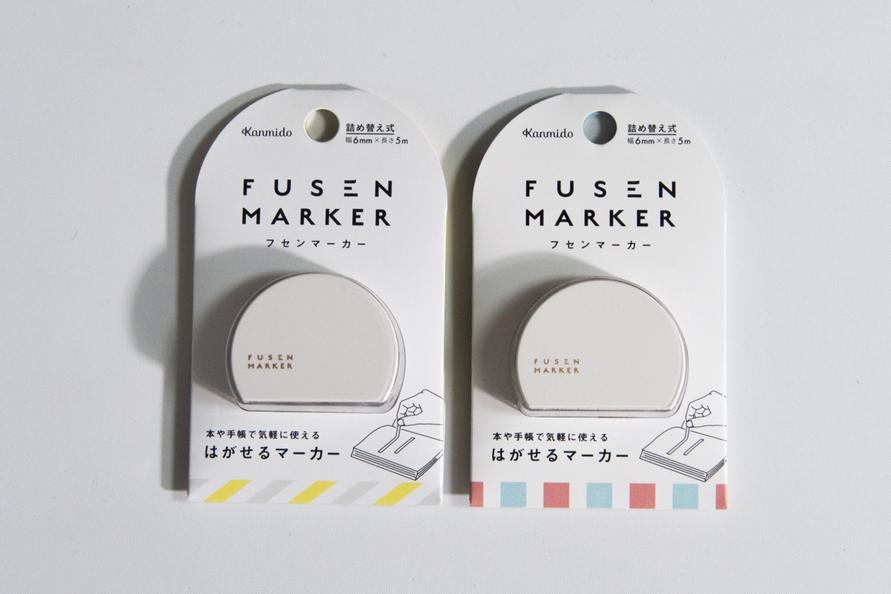 Kanmido
詰め替え式
幅6mm×長さ5m
FUSEN
MARKER
フセンマーカー
FUSEN
MARKER
本や手帳で気軽に使える
はがせるマーカー
Kanmido
詰め替え式
幅6mm×長さ5m
FUSEN
MARKER
フセンマーカー
FUSEN
MARKER
本や手帳で気軽に使える
はがせるマーカー